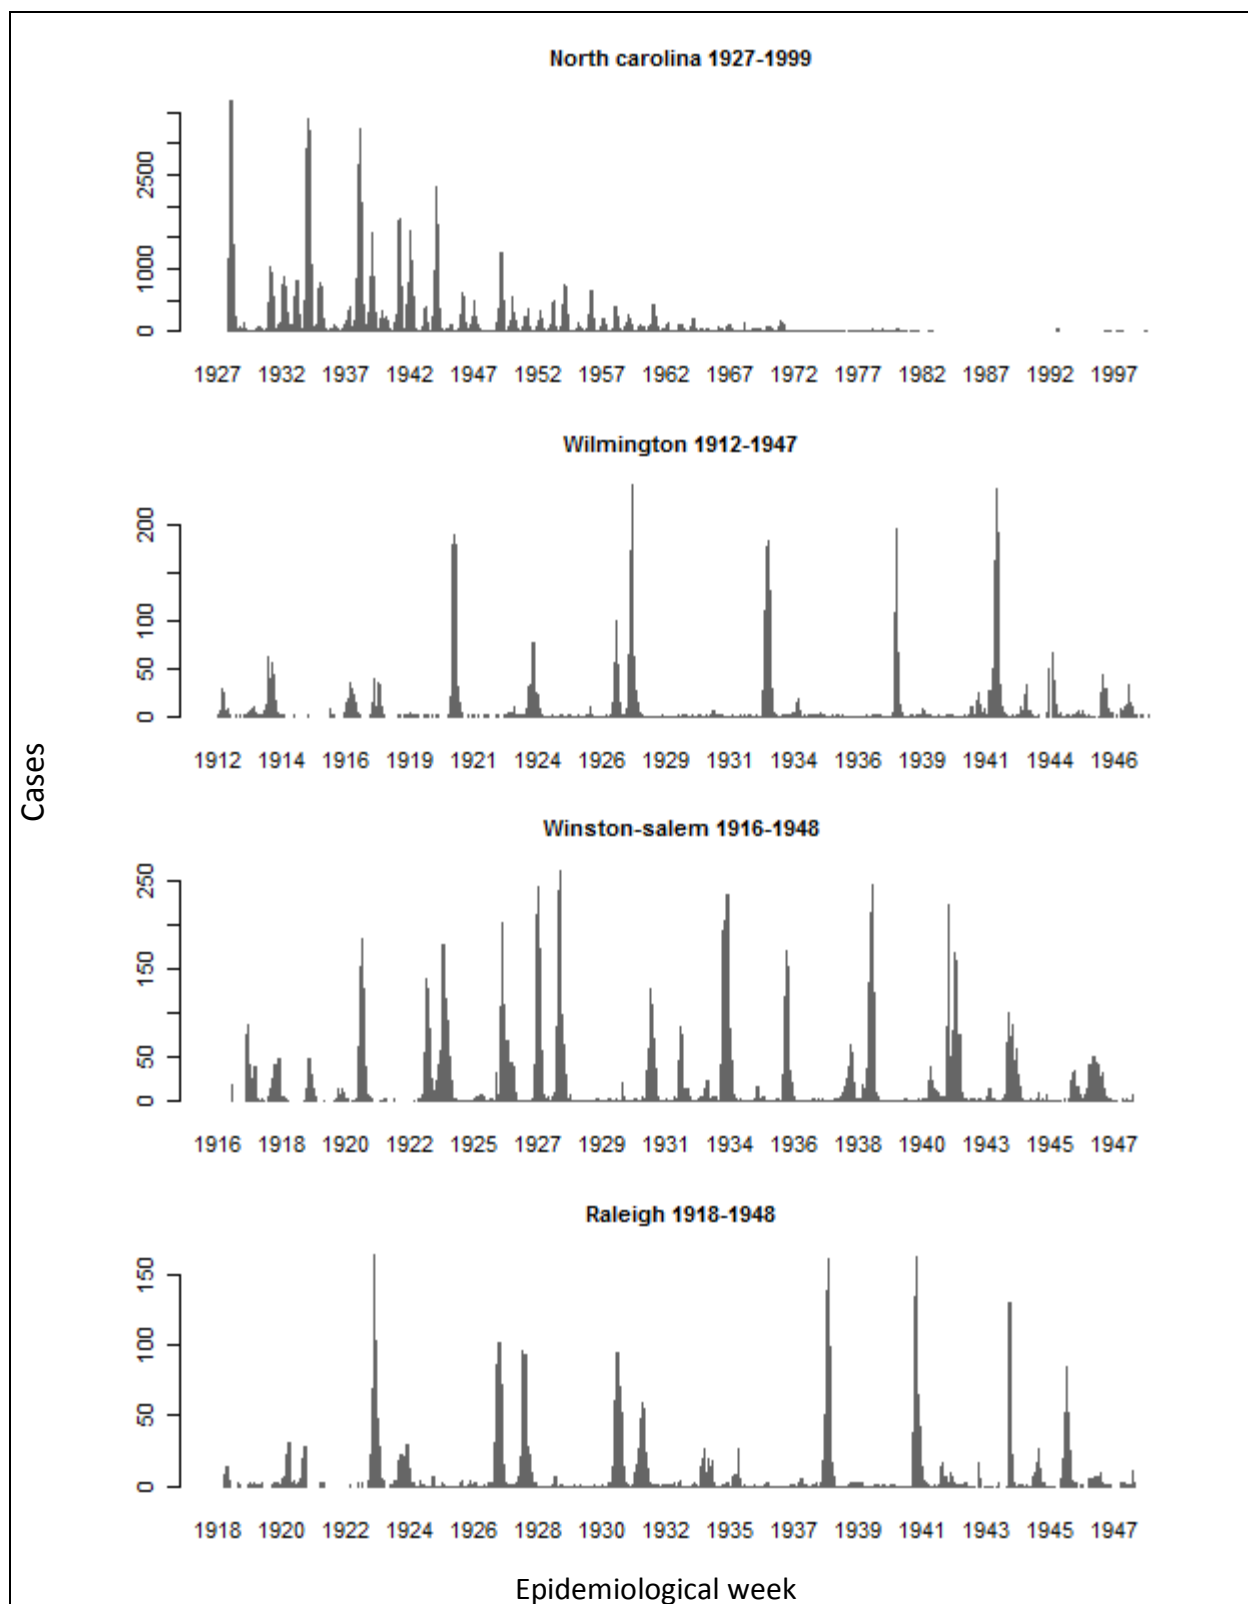 North carolina 1927-1999
2500
1000
0
1927 1932 1937 1942 1947 1952 1957 1962 1967 1972 1977 1982 1987 1992 1997
Wilmington 1912-1947
200
100
50
0
1912 1914 1916 1919 1921 1924 1926 1929 1931 1934 1936 1939 1941 1944 1946
Cases
Winston-salem 1916-1948
250
150
50
0
1916 1918 1920 1922 1925 1927 1929 1931 1934 1936 1938 1940 1943 1945 1947
Raleigh 1918-1948
150
100
50
0
1918 1920 1922 1924 1926 1928 1930 1932 1935 1937 1939 1941 1943 1945 1947
Epidemiological week